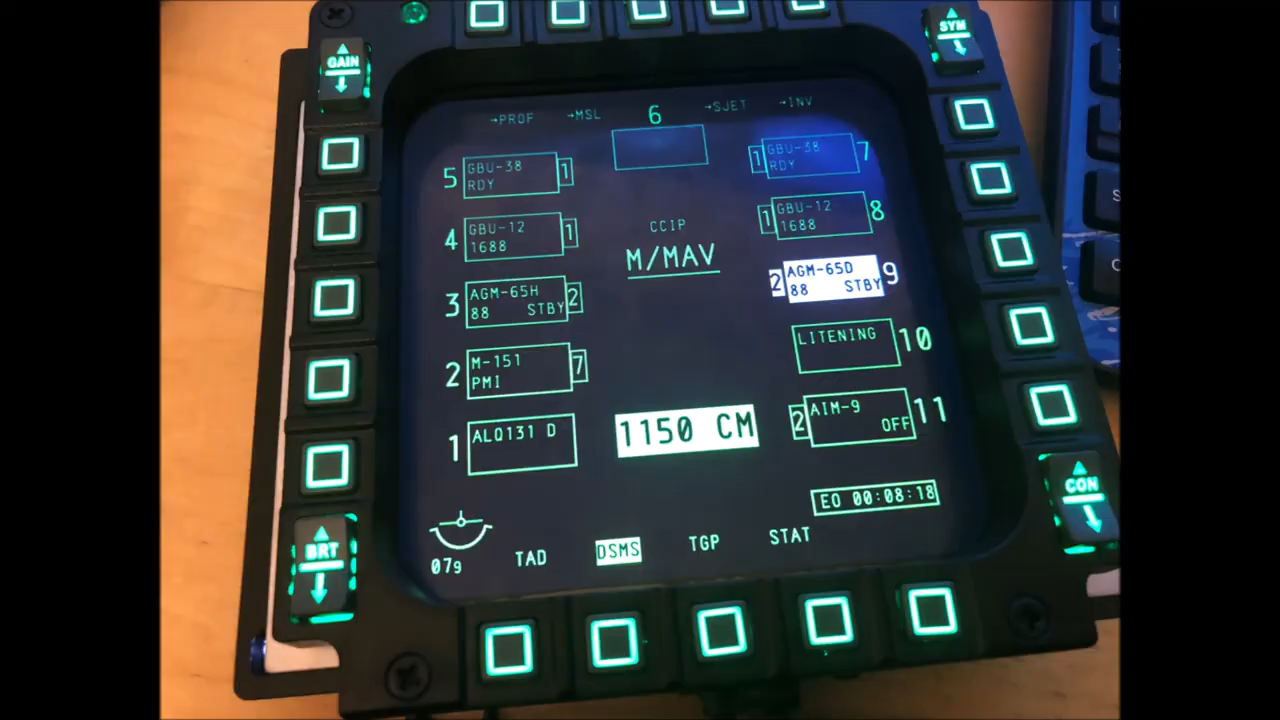 SYM
GAIN
→PROF →MSL 6 →SJET →INV
5 GBU-38 1
RDY
1 GBU-38 7
RDY
4 GBU-12 1
1688
1 GBU-12 8
1688
CCIP
M/MAV
3 AGM-65H 2
88 STBY
2 AGM-65D 9
88 STBY
LITENING 10
2 M-151 7
PMI
1 ALQ131 D
1150 CM
2 AIM-9 11
OFF
EO 00:08:18
CON
BRT
079
TAD DSMS TGP STAT